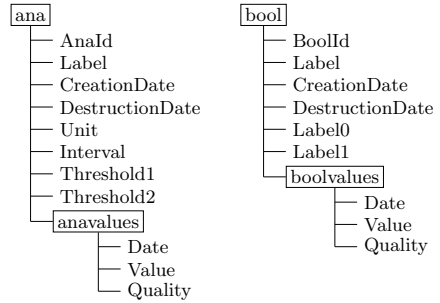 ana
AnaId
Label
CreationDate
DestructionDate
Unit
Interval
Threshold1
Threshold2
anavalues
Date
Value
Quality
bool
BoolId
Label
CreationDate
DestructionDate
Label0
Label1
boolvalues
Date
Value
Quality